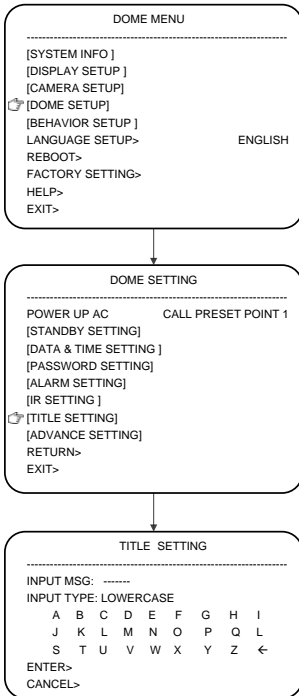 DOME MENU
[SYSTEM INFO ]
[DISPLAY SETUP ]
[CAMERA SETUP]
[DOME SETUP]
[BEHAVIOR SETUP ]
LANGUAGE SETUP> ENGLISH
REBOOT>
FACTORY SETTING>
HELP>
EXIT>
DOME SETTING
POWER UP AC CALL PRESET POINT 1
[STANDBY SETTING]
[DATA & TIME SETTING ]
[PASSWORD SETTING]
[ALARM SETTING]
[IR SETTING ]
[TITLE SETTING]
[ADVANCE SETTING]
RETURN>
EXIT>
TITLE SETTING
INPUT MSG: -------
INPUT TYPE: LOWERCASE
A B C D E F G H I
J K L M N O P Q L
S T U V W X Y Z ←
ENTER>
CANCEL>